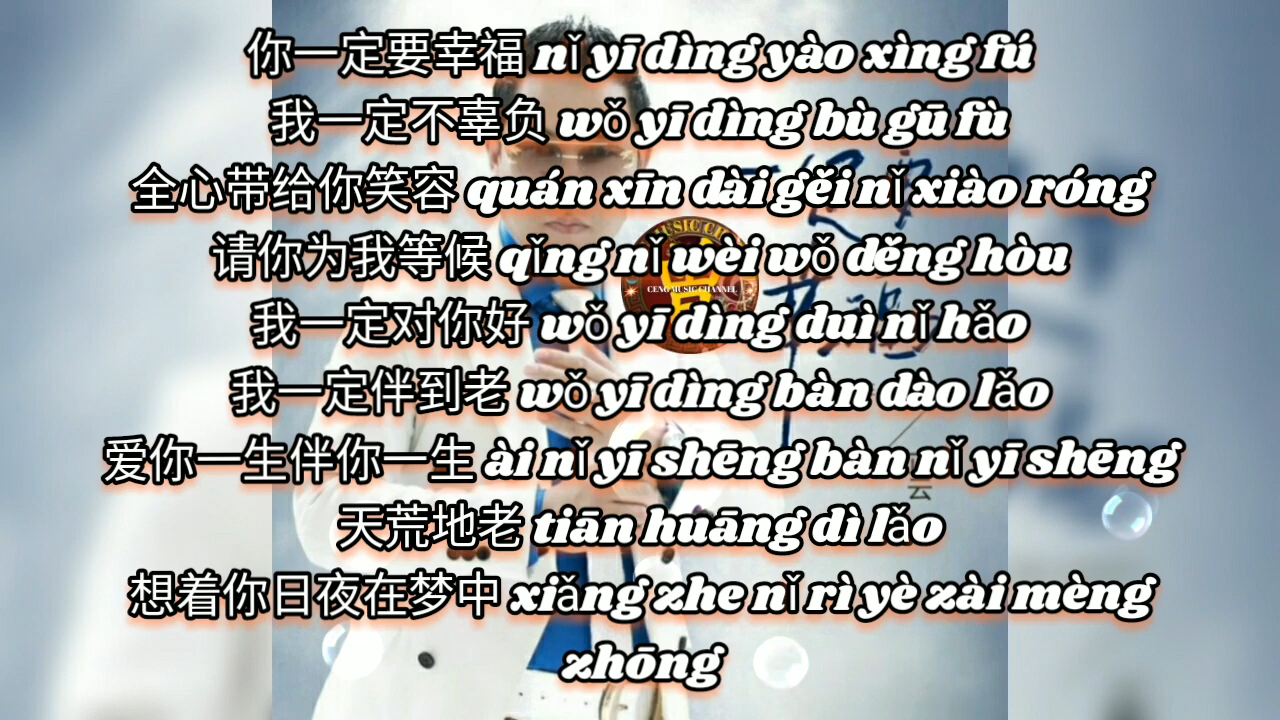 你一定要幸福 nǐ yī dìng yào xìng fú
我一定不辜负 wǒ yī dìng bù gū fù
全心带给你笑容 quán xīn dài gěi nǐ xiào róng
请你为我等候 qǐng nǐ wèi wǒ děng hòu
我一定对你好 wǒ yī dìng duì nǐ hǎo
我一定伴到老 wǒ yī dìng bàn dào lǎo
爱你一生伴你一生 ài nǐ yī shēng bàn nǐ yī shēng
天荒地老 tiān huāng dì lǎo
想着你日夜在梦中 xiǎng zhe nǐ rì yè zài mèng
zhōng
CENG MUSIC CHANNEL